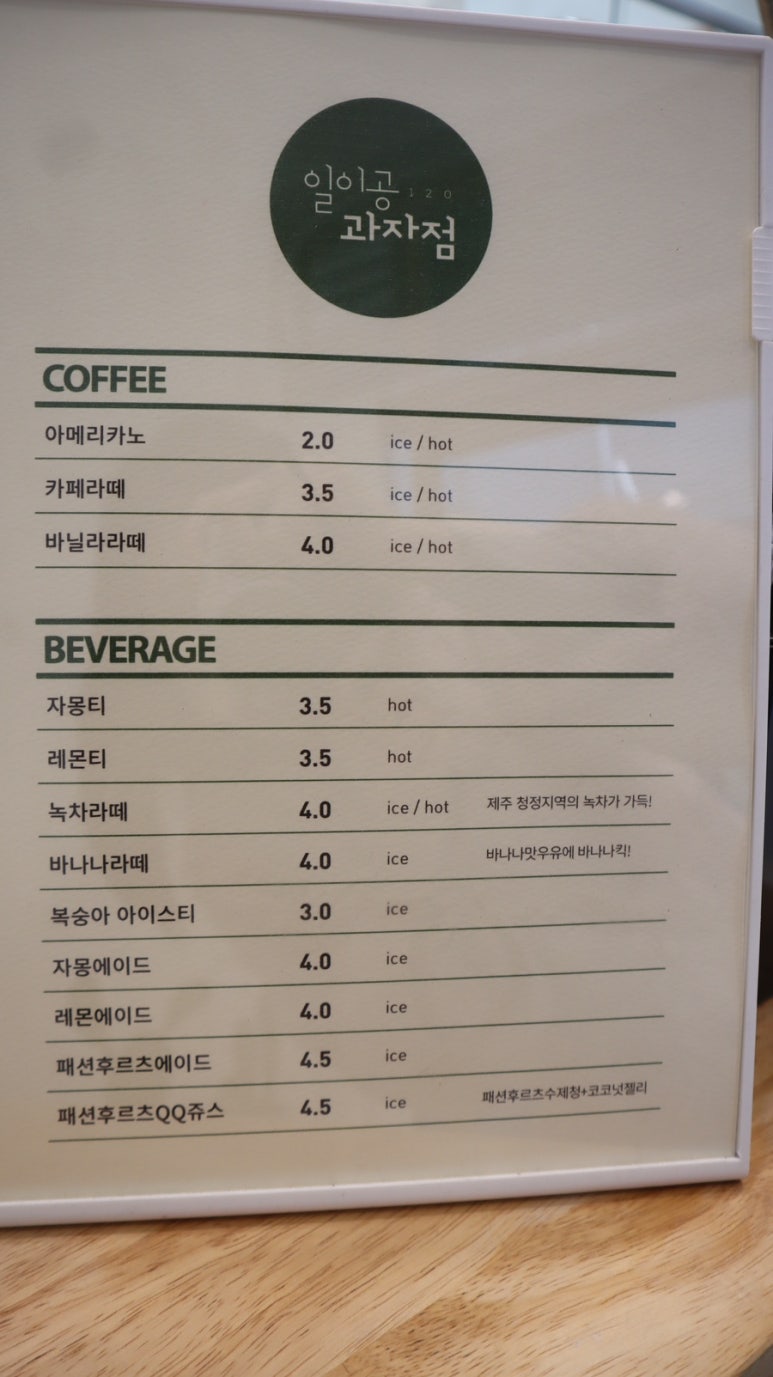 일이공 120
과자점
COFFEE
아메리카노 2.0 ice / hot
카페라떼 3.5 ice / hot
바닐라라떼 4.0 ice / hot
BEVERAGE
자몽티 3.5 hot
레몬티 3.5 hot
녹차라떼 4.0 ice / hot 제주 청정지역의 녹차가 가득!
바나나라떼 4.0 ice 바나나맛우유에 바나나킥!
복숭아 아이스티 3.0 ice
자몽에이드 4.0 ice
레몬에이드 4.0 ice
패션후르츠에이드 4.5 ice
패션후르츠QQ쥬스 4.5 ice 패션후르츠수제청+코코넛젤리